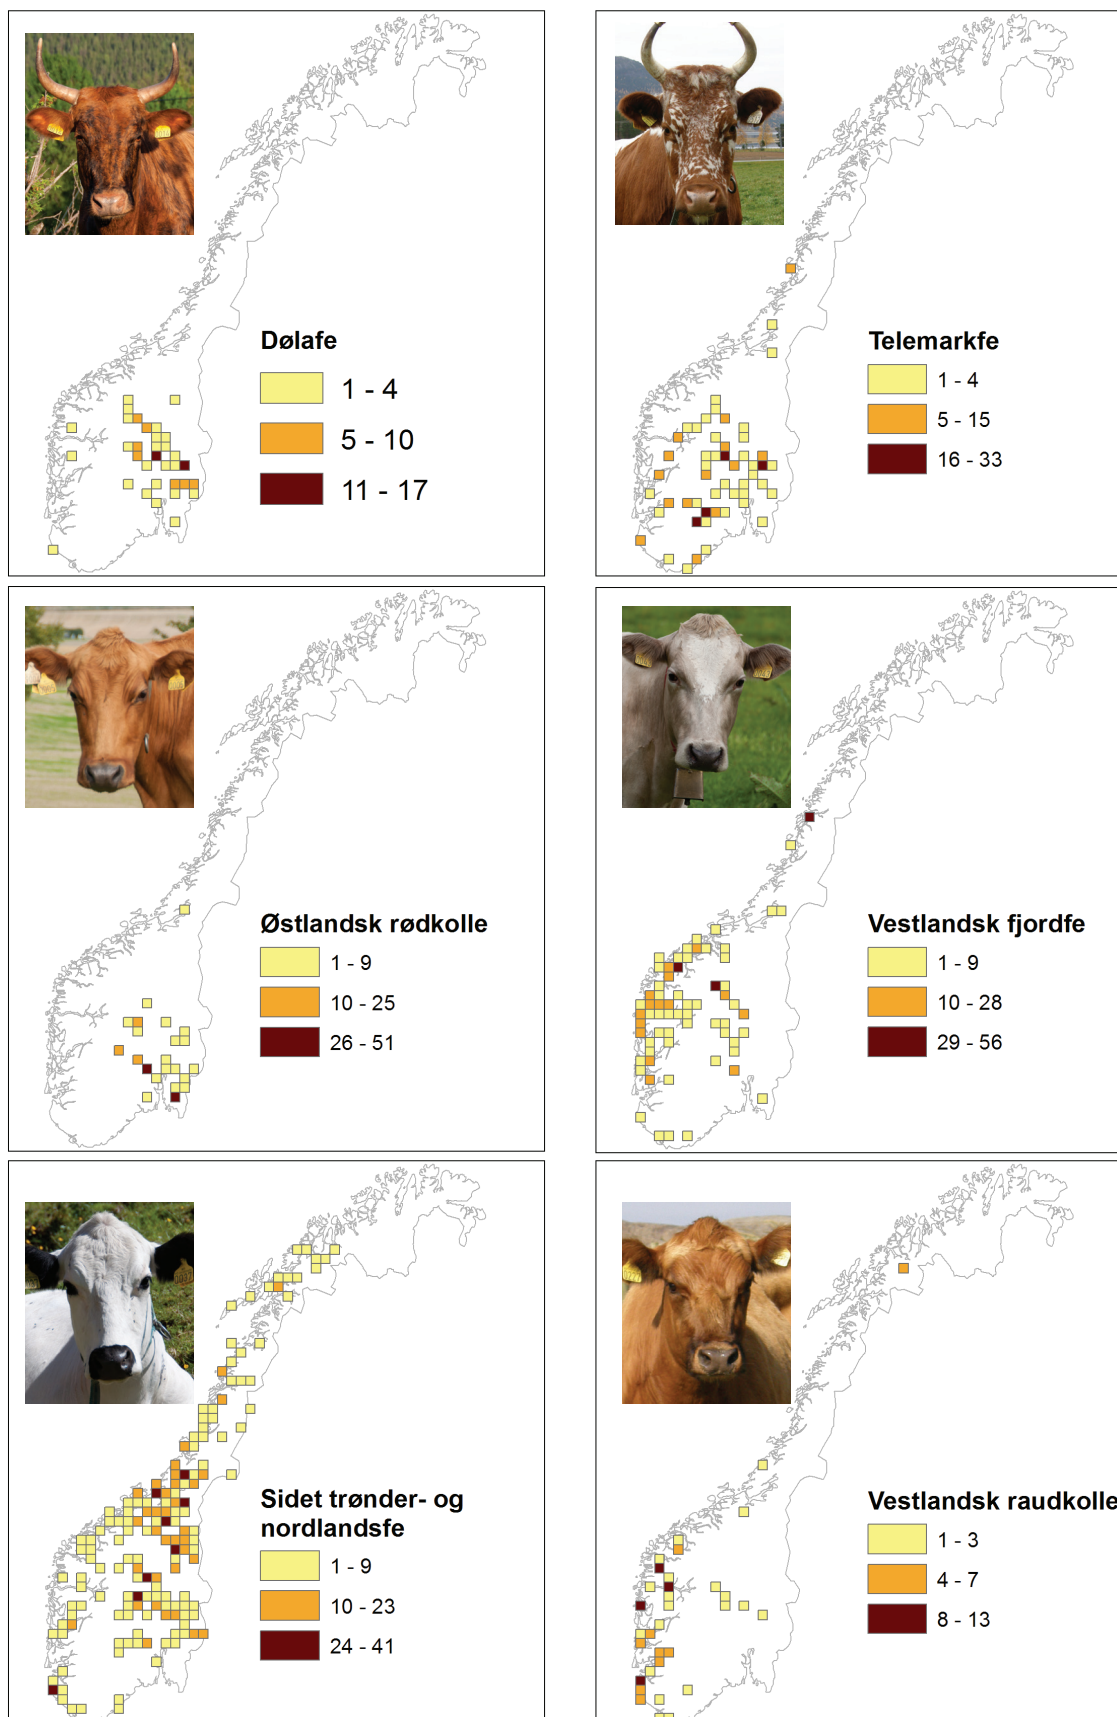 Dølafe
1 - 4
5 - 10
11 - 17
Telemarkfe
1 - 4
5 - 15
16 - 33
Østlandsk rødkolle
1 - 9
10 - 25
26 - 51
Vestlandsk fjordfe
1 - 9
10 - 28
29 - 56
Sidet trønder- og
nordlandsfe
1 - 9
10 - 23
24 - 41
Vestlandsk raudkolle
1 - 3
4 - 7
8 - 13